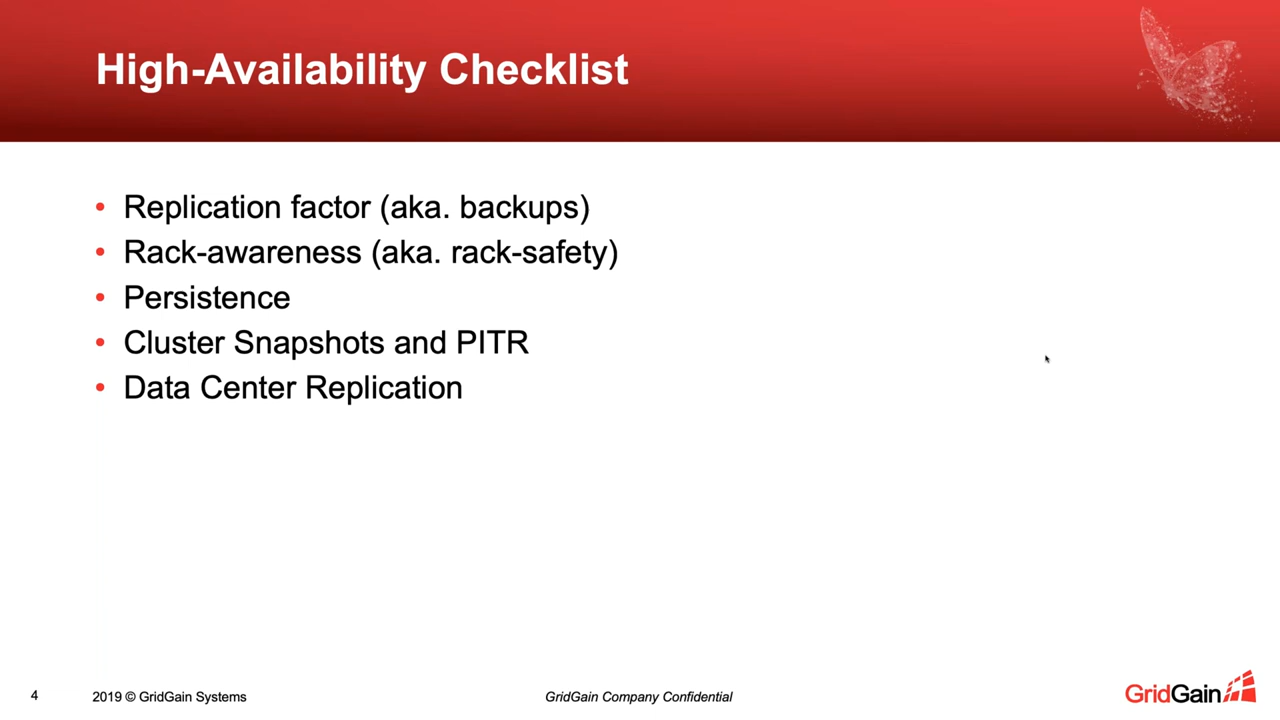 High-Availability Checklist
• Replication factor (aka. backups)
• Rack-awareness (aka. rack-safety)
• Persistence
• Cluster Snapshots and PITR
• Data Center Replication
4
2019 © GridGain Systems
GridGain Company Confidential
GridGain